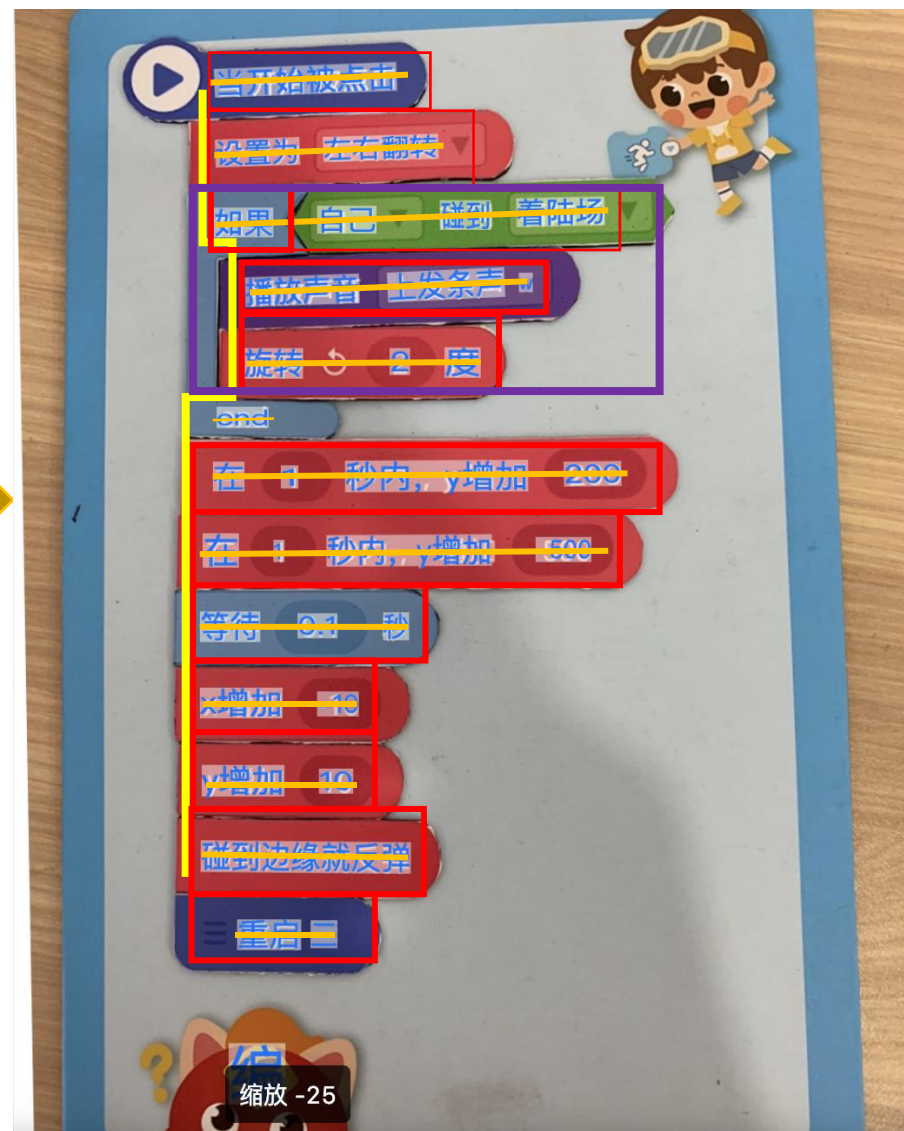 当开始被点击
设置为 左右翻转
如果 自己 碰到 着陆场
播放声音 上发条声
旋转 2 度
end
在 1 秒内, y增加 200
在 1 秒内, y增加 -500
等待 0.1 秒
x增加 -10
y增加 10
碰到边缘就反弹
重启
编
缩放 -25